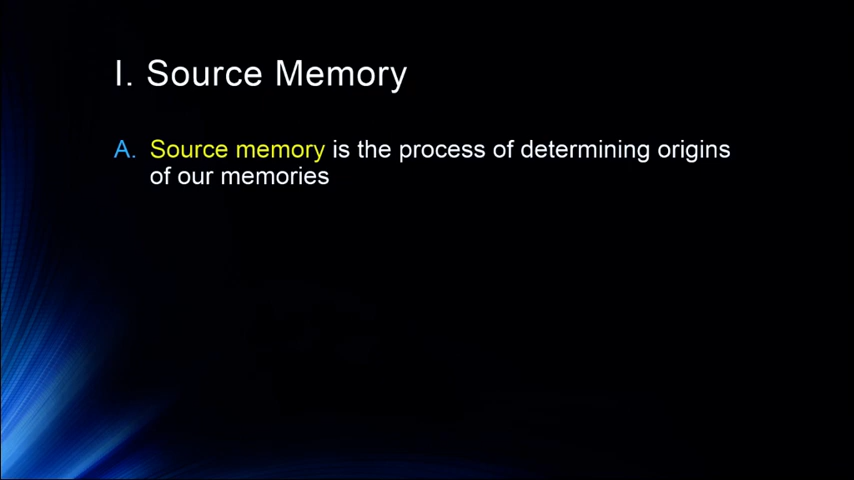 I. Source Memory
A. Source memory is the process of determining origins
of our memories